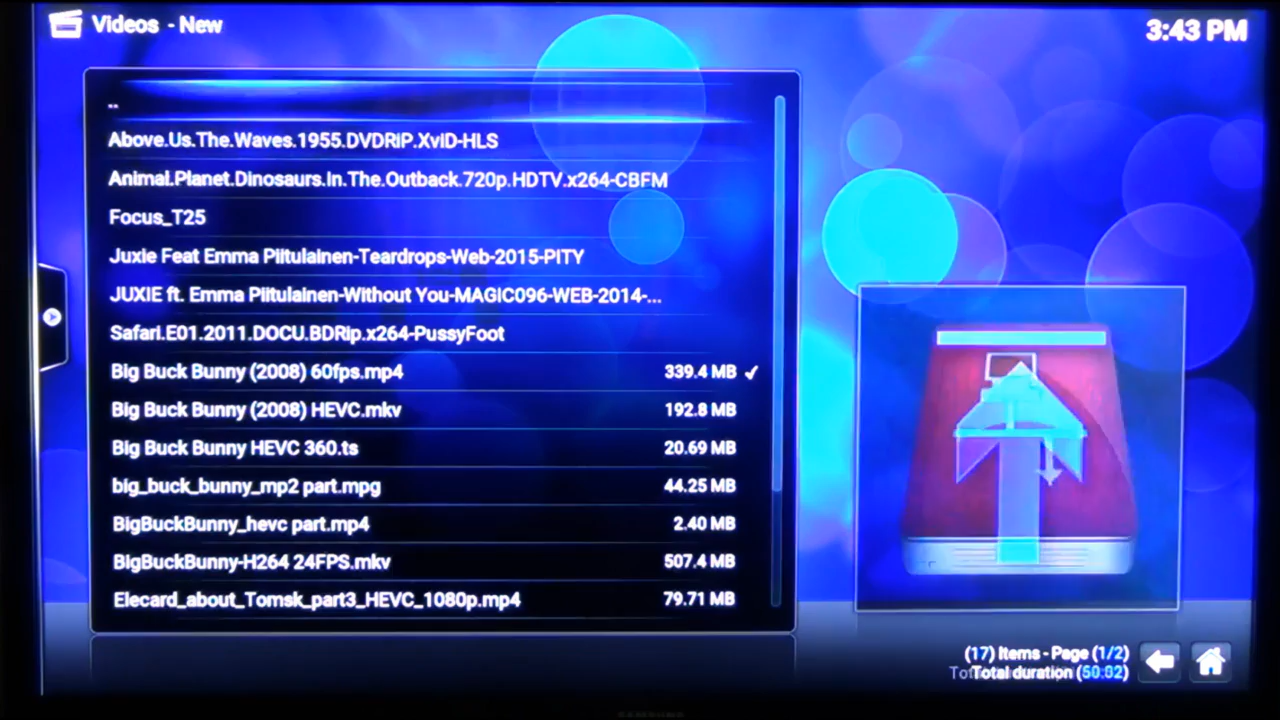 Videos - New
3:43 PM
..
Above.Us.The.Waves.1955.DVDRiP.XviD-HLS
Animal.Planet.Dinosaurs.In.The.Outback.720p.HDTV.x264-CBFM
Focus_T25
Juxie Feat Emma Piitulainen-Teardrops-Web-2015-PITY
JUXIE ft. Emma Piitulainen-Without You-MAGIC096-WEB-2014-...
Safari.E01.2011.DOCU.BDRip.x264-PussyFoot
Big Buck Bunny (2008) 60fps.mp4 339.4 MB ✓
Big Buck Bunny (2008) HEVC.mkv 192.8 MB
Big Buck Bunny HEVC 360.ts 20.69 MB
big_buck_bunny_mp2 part.mpg 44.25 MB
BigBuckBunny_hevc part.mp4 2.40 MB
BigBuckBunny-H264 24FPS.mkv 507.4 MB
Elecard_about_Tomsk_part3_HEVC_1080p.mp4 79.71 MB
(17) Items - Page (1/2)
Total duration (50:02)